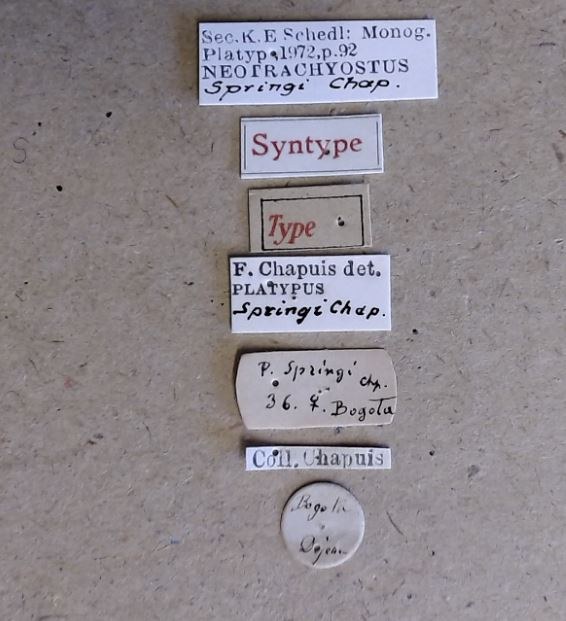 Sec.K.E Schedl: Monog.
Platyp.,1972,p.92
NEOTRACHYOSTUS
Springi Chap.
Syntype
Type
F. Chapuis det.
PLATYPUS
Springi Chap.
P. Springi Chp.
36. ♀. Bogota
Coll. Chapuis
Bogota
Dejean